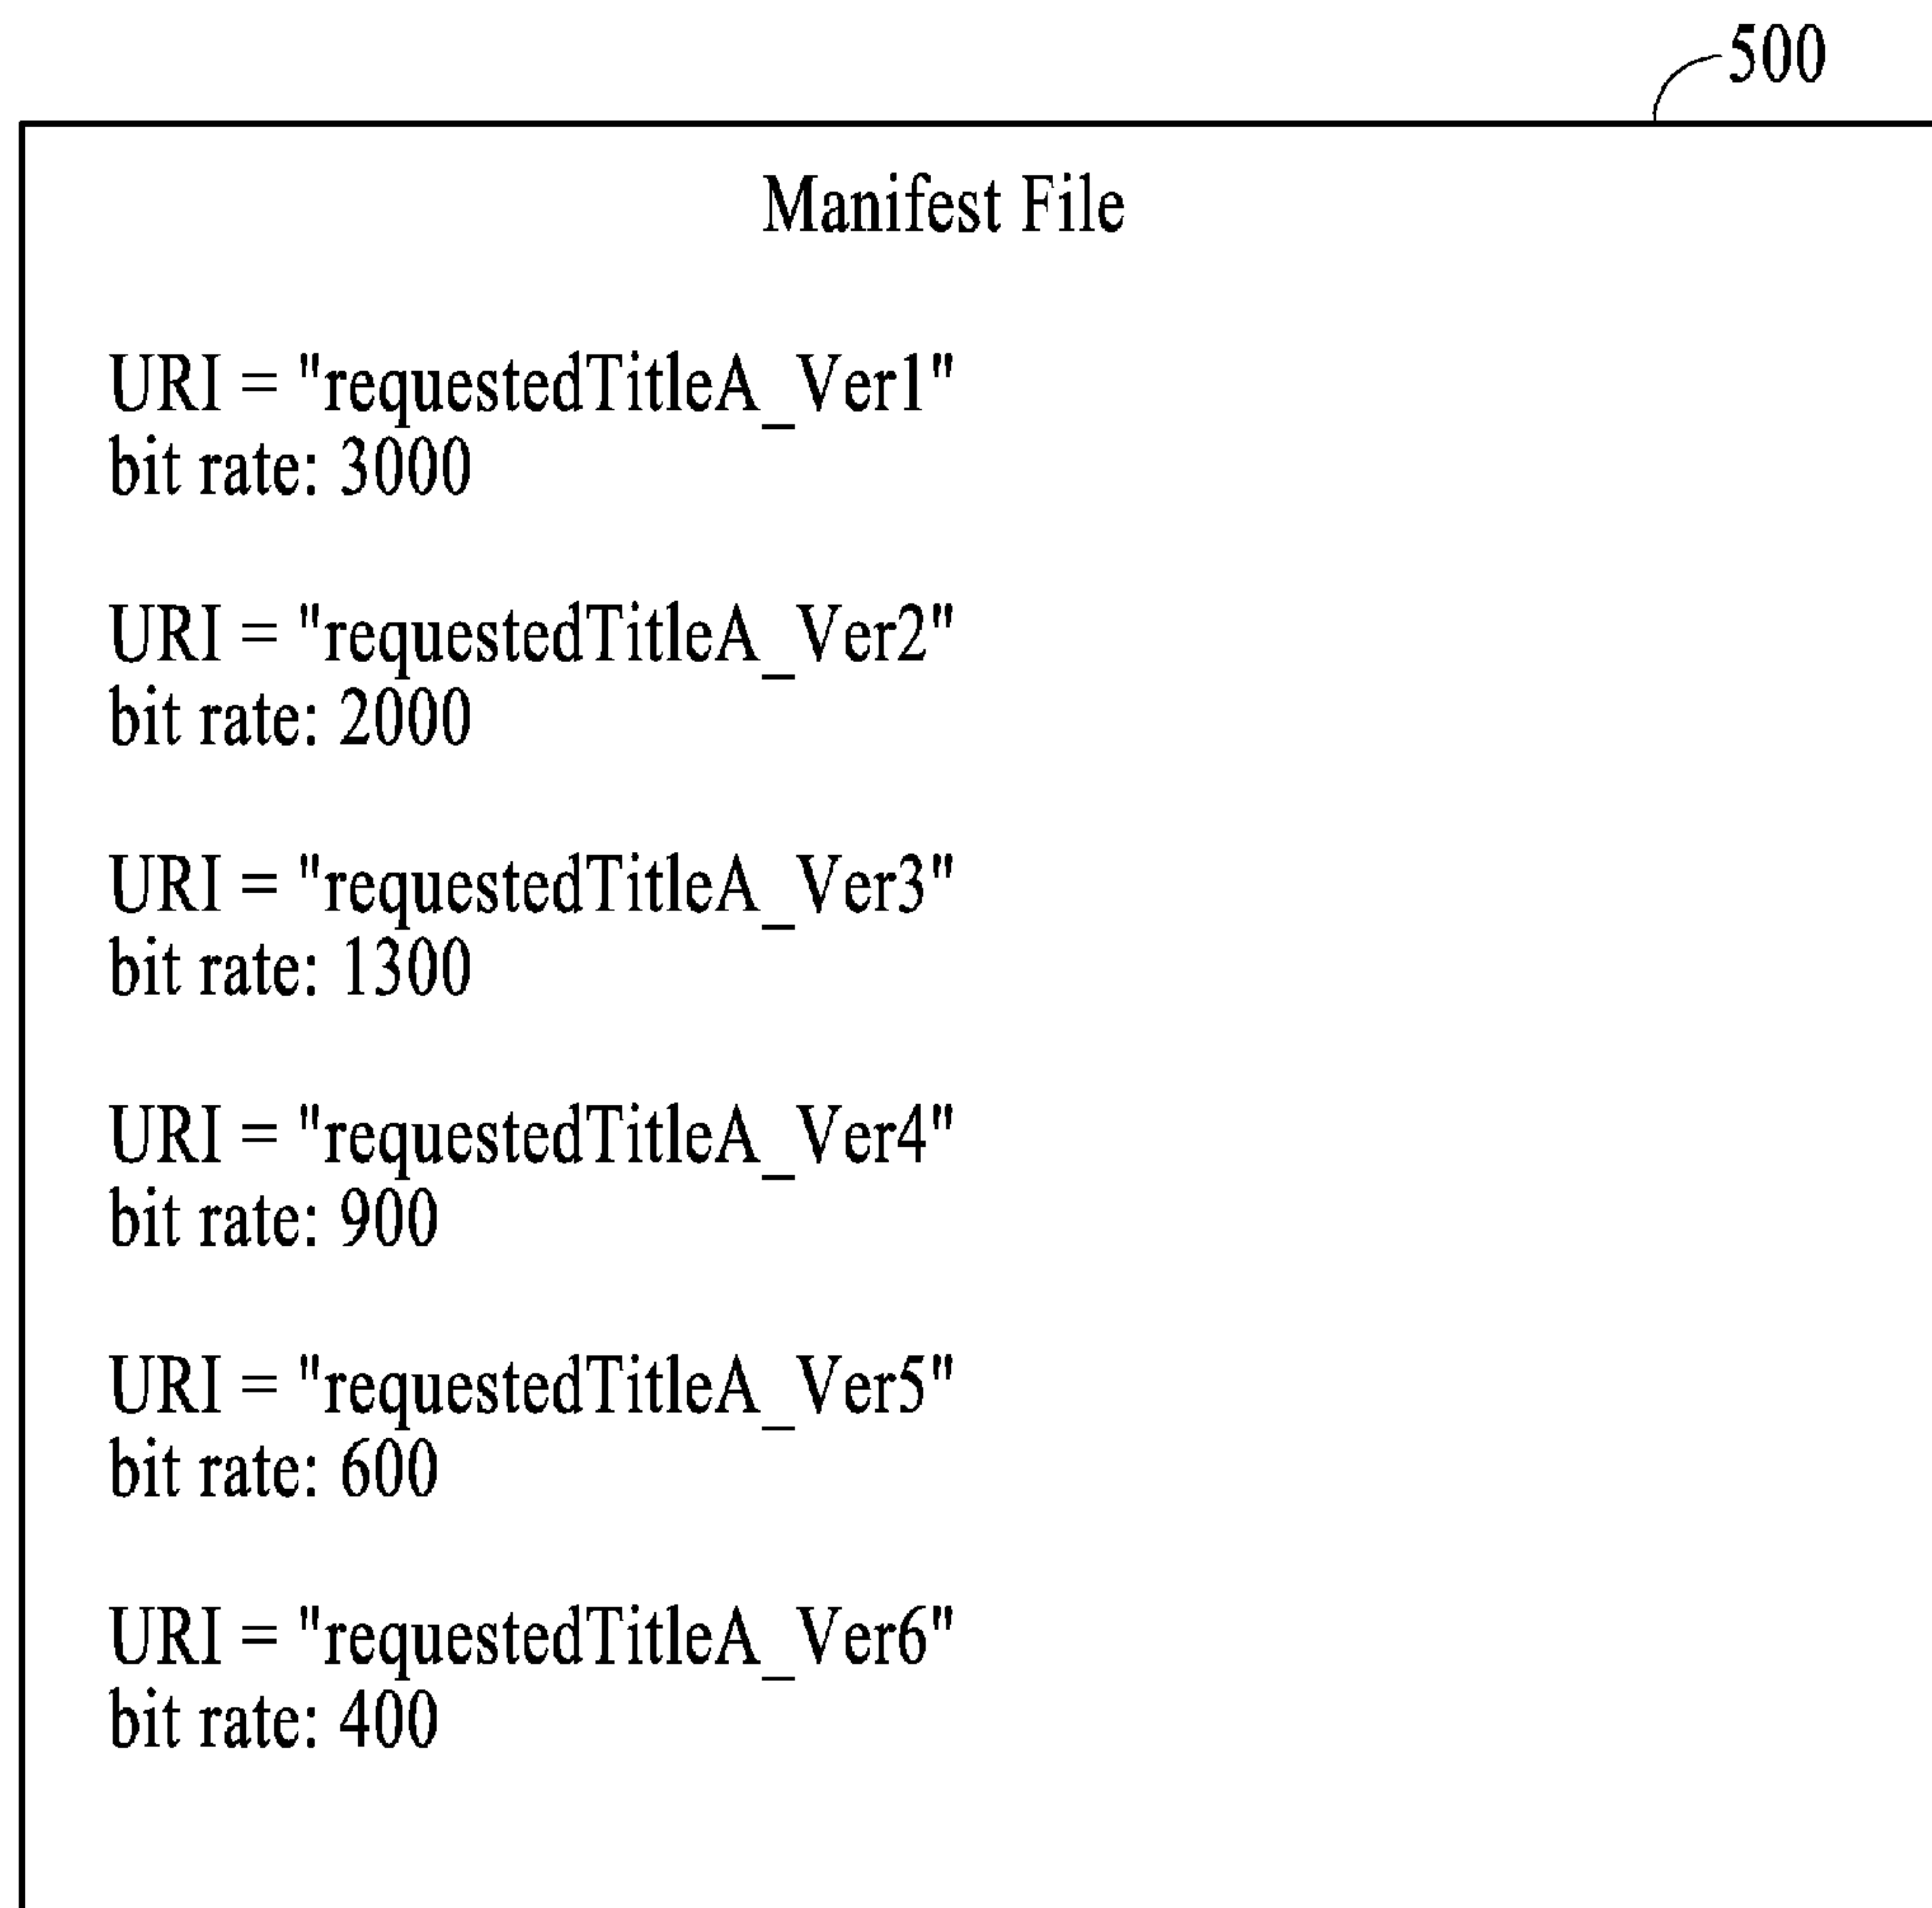 500
Manifest File
URI = "requestedTitleA_Ver1"
bit rate: 3000
URI = "requestedTitleA_Ver2"
bit rate: 2000
URI = "requestedTitleA_Ver3"
bit rate: 1300
URI = "requestedTitleA_Ver4"
bit rate: 900
URI = "requestedTitleA_Ver5"
bit rate: 600
URI = "requestedTitleA_Ver6"
bit rate: 400